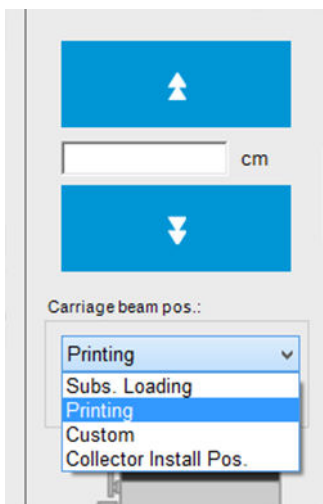 cm
Carriage beam pos.:
Printing
Subs. Loading
Printing
Custom
Collector Install Pos.